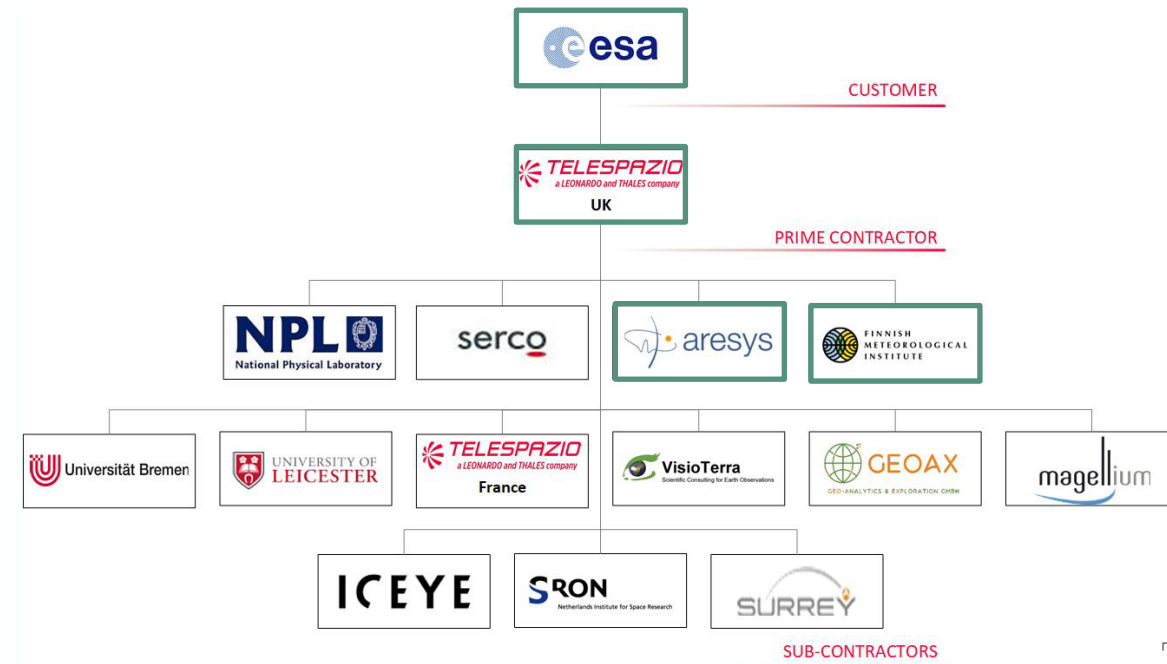 esa
CUSTOMER
TELESPAZIO
a LEONARDO and THALES company
UK
PRIME CONTRACTOR
NPL
National Physical Laboratory
serco
aresys
FINNISH
METEOROLOGICAL
INSTITUTE
Universität Bremen
UNIVERSITY OF
LEICESTER
TELESPAZIO
a LEONARDO and THALES company
France
VisioTerra
Scientific Consulting for Earth Observations
GEOAX
GEO-ANALYTICS & EXPLORATION GMBH
magellium
ICEYE
SRON
Netherlands Institute for Space Research
SURREY
SUB-CONTRACTORS